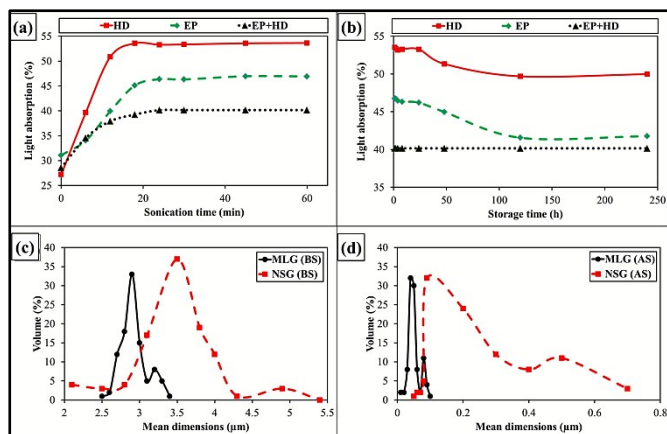 (a)
HD EP EP+HD
Light absorption (%)
55
50
45
40
35
30
25
0 10 20 30 40 50 60 70
Sonication time (min)
(b)
HD EP EP+HD
Light absorption (%)
55
50
45
40
35
0 50 100 150 200 250
Storage time (h)
(c)
MLG (BS)
NSG (BS)
Volume (%)
40
35
30
25
20
15
10
5
0
2 2.5 3 3.5 4 4.5 5 5.5
Mean dimensions (µm)
(d)
MLG (AS)
NSG (AS)
Volume (%)
40
35
30
25
20
15
10
5
0
0 0.2 0.4 0.6 0.8
Mean dimensions (µm)